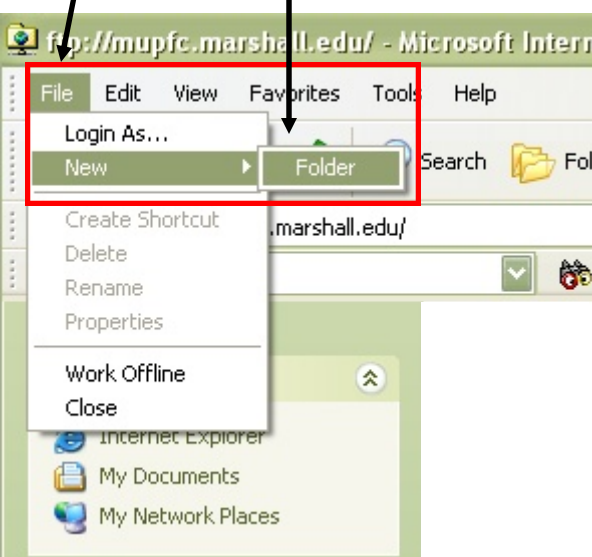 ftp://mupfc.marshall.edu/ - Microsoft
File Edit View Favorites Tools Help
Login As...
New Folder Search
Create Shortcut
.marshall.edu/
Delete
Rename
Properties
Work Offline
Close
Internet Explorer
My Documents
My Network Places